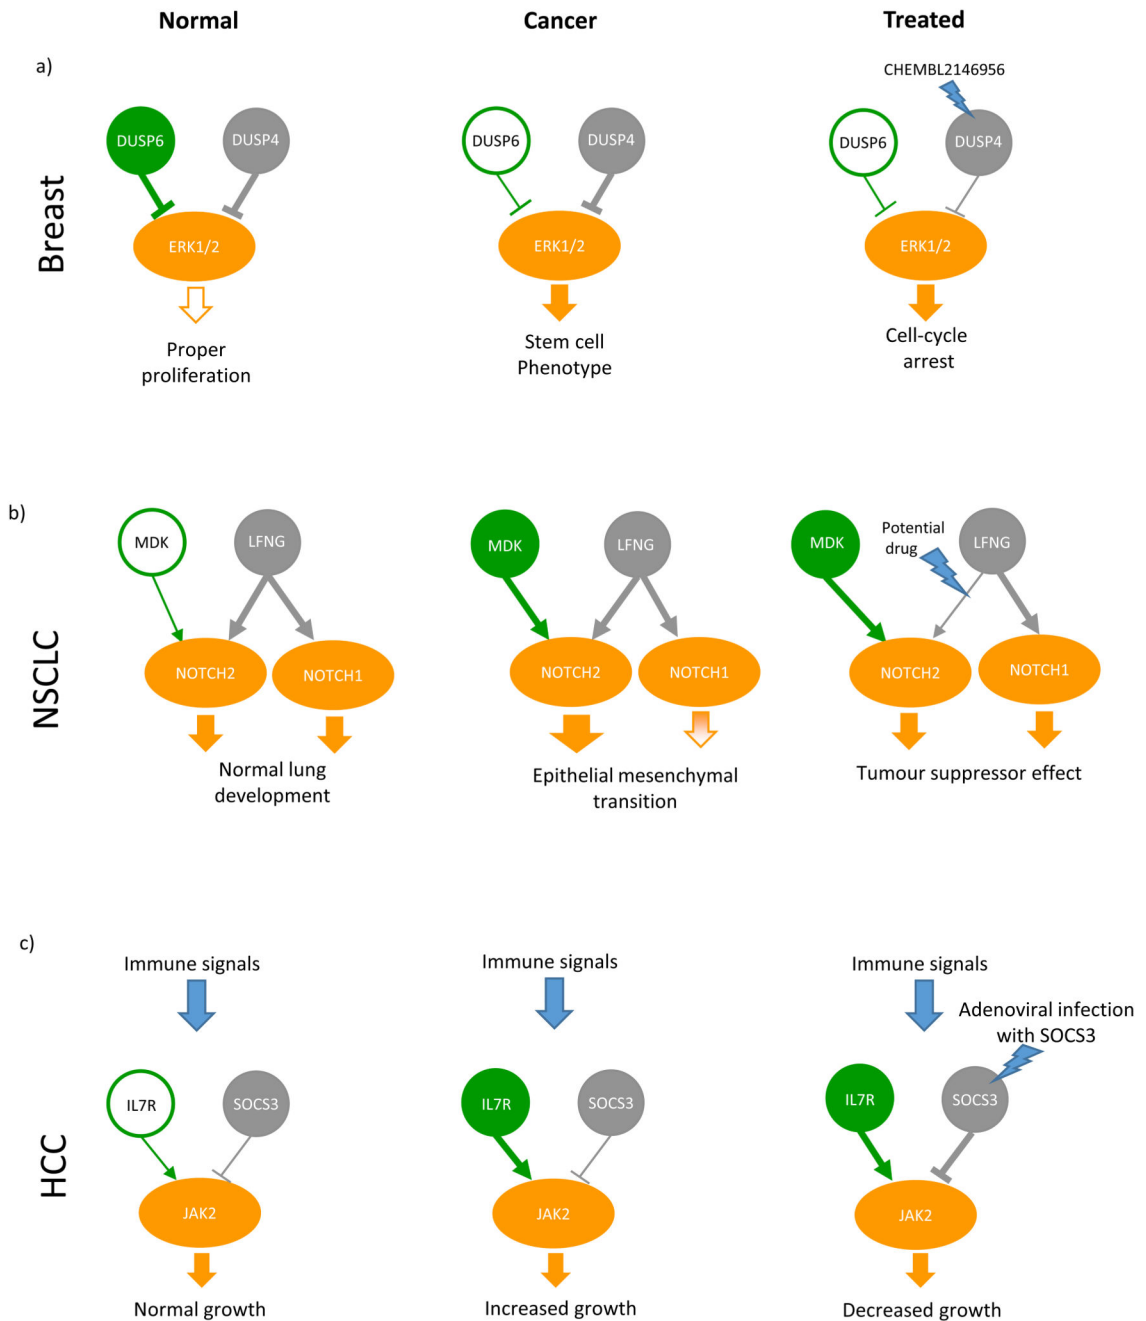 Normal
Cancer
Treated
a)
Breast
DUSP6
DUSP4
ERK1/2
Proper
proliferation
DUSP6
DUSP4
ERK1/2
Stem cell
Phenotype
CHEMBL2146956
DUSP6
DUSP4
ERK1/2
Cell-cycle
arrest
b)
NSCLC
MDK
LFNG
NOTCH2
NOTCH1
Normal lung
development
MDK
LFNG
NOTCH2
NOTCH1
Epithelial mesenchymal
transition
MDK
Potential
drug
LFNG
NOTCH2
NOTCH1
Tumour suppressor effect
c)
HCC
Immune signals
IL7R
SOCS3
JAK2
Normal growth
Immune signals
IL7R
SOCS3
JAK2
Increased growth
Immune signals
Adenoviral infection
with SOCS3
IL7R
SOCS3
JAK2
Decreased growth